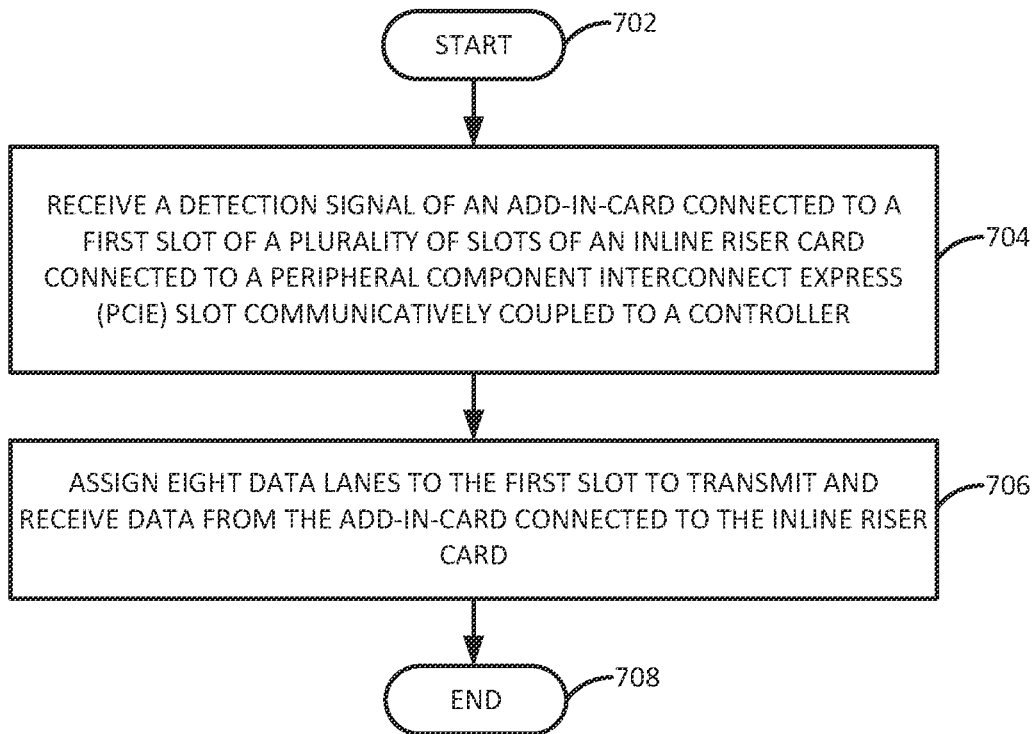 START
702
RECEIVE A DETECTION SIGNAL OF AN ADD-IN-CARD CONNECTED TO A
FIRST SLOT OF A PLURALITY OF SLOTS OF AN INLINE RISER CARD
CONNECTED TO A PERIPHERAL COMPONENT INTERCONNECT EXPRESS
(PCIE) SLOT COMMUNICATIVELY COUPLED TO A CONTROLLER
704
ASSIGN EIGHT DATA LANES TO THE FIRST SLOT TO TRANSMIT AND
RECEIVE DATA FROM THE ADD-IN-CARD CONNECTED TO THE INLINE RISER
CARD
706
END
708